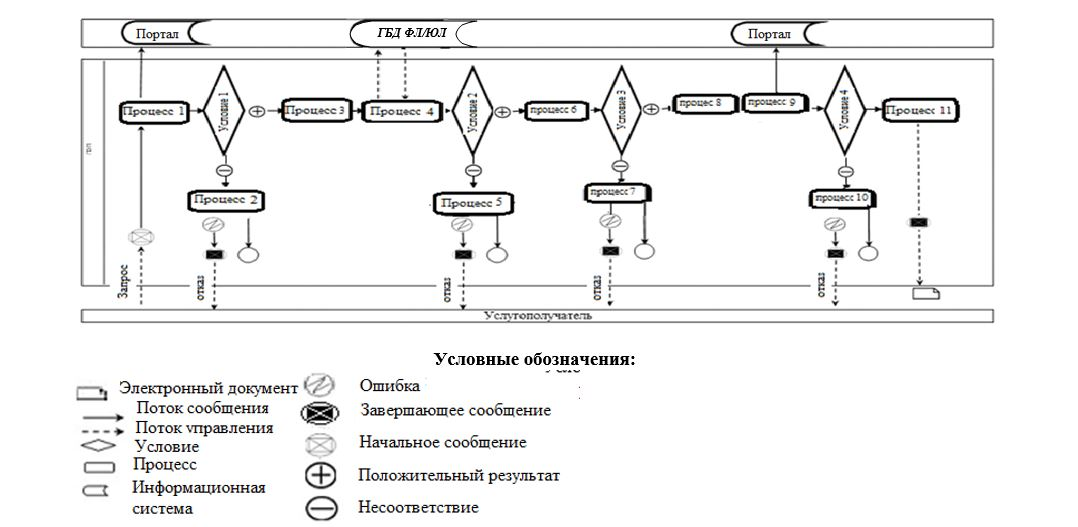 Портал
ГБД ФЛ/ЮЛ
Портал
Процесс 1
Условие 1
Процесс 3
Процесс 4
Условие 2
процесс 6
Условие 3
процес 8
процесс 9
Условие 4
Процесс 11
Процесс 2
Процесс 5
процесс 7
процесс 10
Запрос
отказ
отказ
отказ
отказ
Услугополучатель
Условные обозначения:
Электронный документ
Поток сообщения
Поток управления
Условие
Процесс
Информационная
система
Ошибка
Завершающее сообщение
Начальное сообщение
Положительный результат
Несоответствие